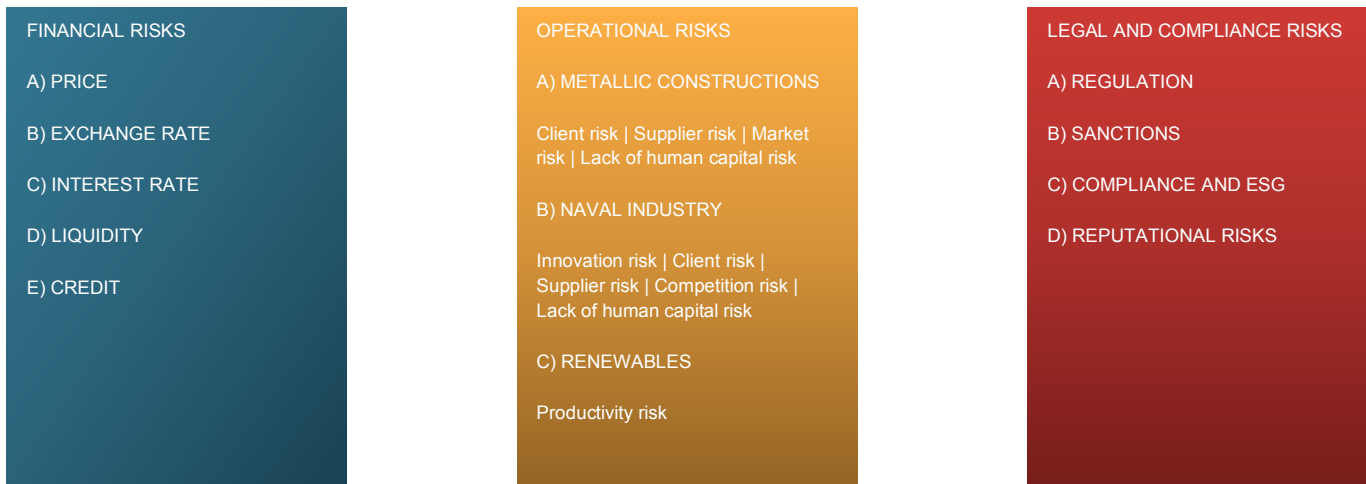 FINANCIAL RISKS
A) PRICE
B) EXCHANGE RATE
C) INTEREST RATE
D) LIQUIDITY
E) CREDIT
OPERATIONAL RISKS
A) METALLIC CONSTRUCTIONS
Client risk | Supplier risk | Market
risk | Lack of human capital risk
B) NAVAL INDUSTRY
Innovation risk | Client risk |
Supplier risk | Competition risk |
Lack of human capital risk
C) RENEWABLES
Productivity risk
LEGAL AND COMPLIANCE RISKS
A) REGULATION
B) SANCTIONS
C) COMPLIANCE AND ESG
D) REPUTATIONAL RISKS